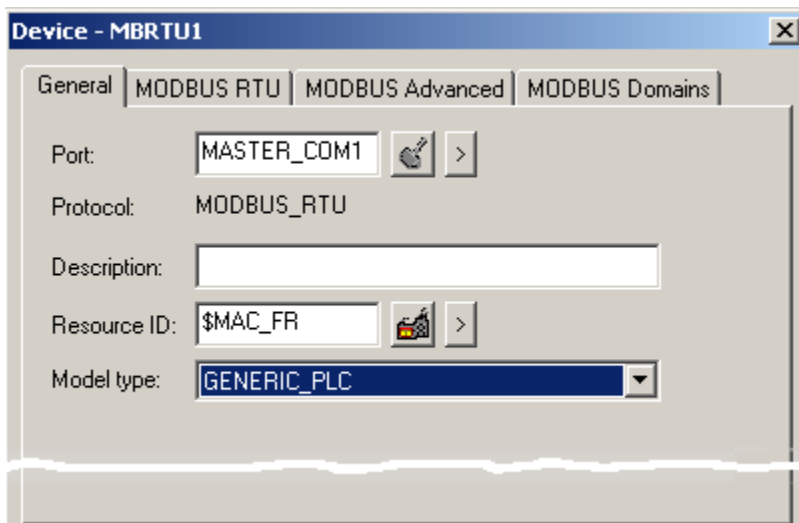 Device - MBRTU1
General MODBUS RTU MODBUS Advanced MODBUS Domains
Port: MASTER_COM1 >
Protocol: MODBUS_RTU
Description:
Resource ID: $MAC_FR >
Model type: GENERIC_PLC